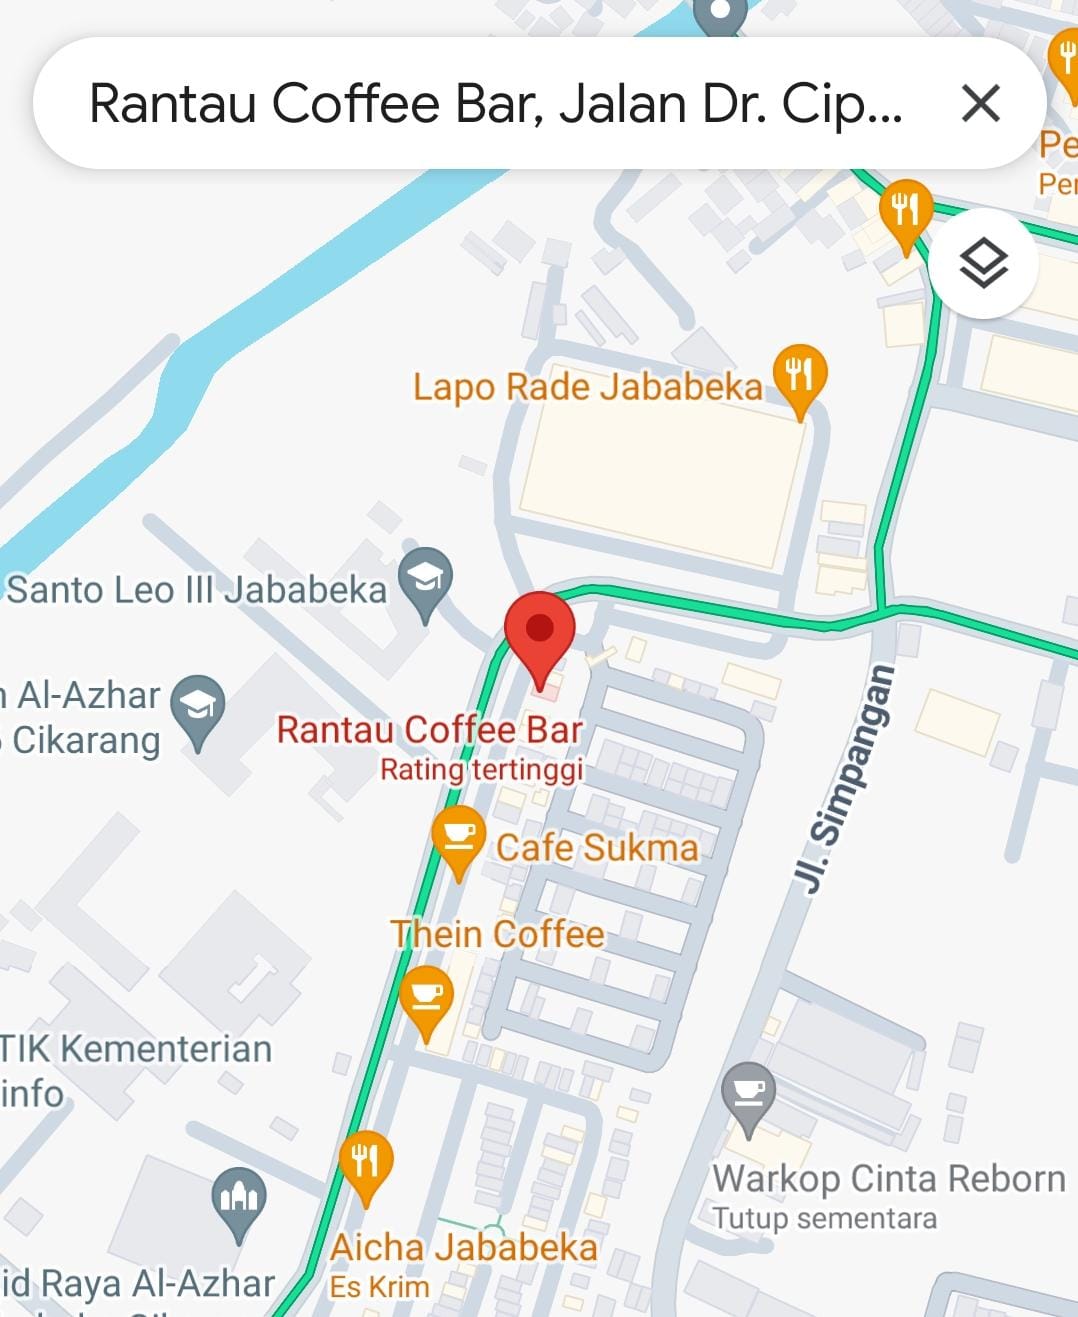 Rantau Coffee Bar, Jalan Dr. Cip...
Pe
Per
Lapo Rade Jababeka
Santo Leo III Jababeka
Al-Azhar
Cikarang
Rantau Coffee Bar
Rating tertinggi
Jl. Simpangan
Cafe Sukma
Thein Coffee
TIK Kementerian
info
Warkop Cinta Reborn
Tutup sementara
Aicha Jababeka
Es Krim
id Raya Al-Azhar